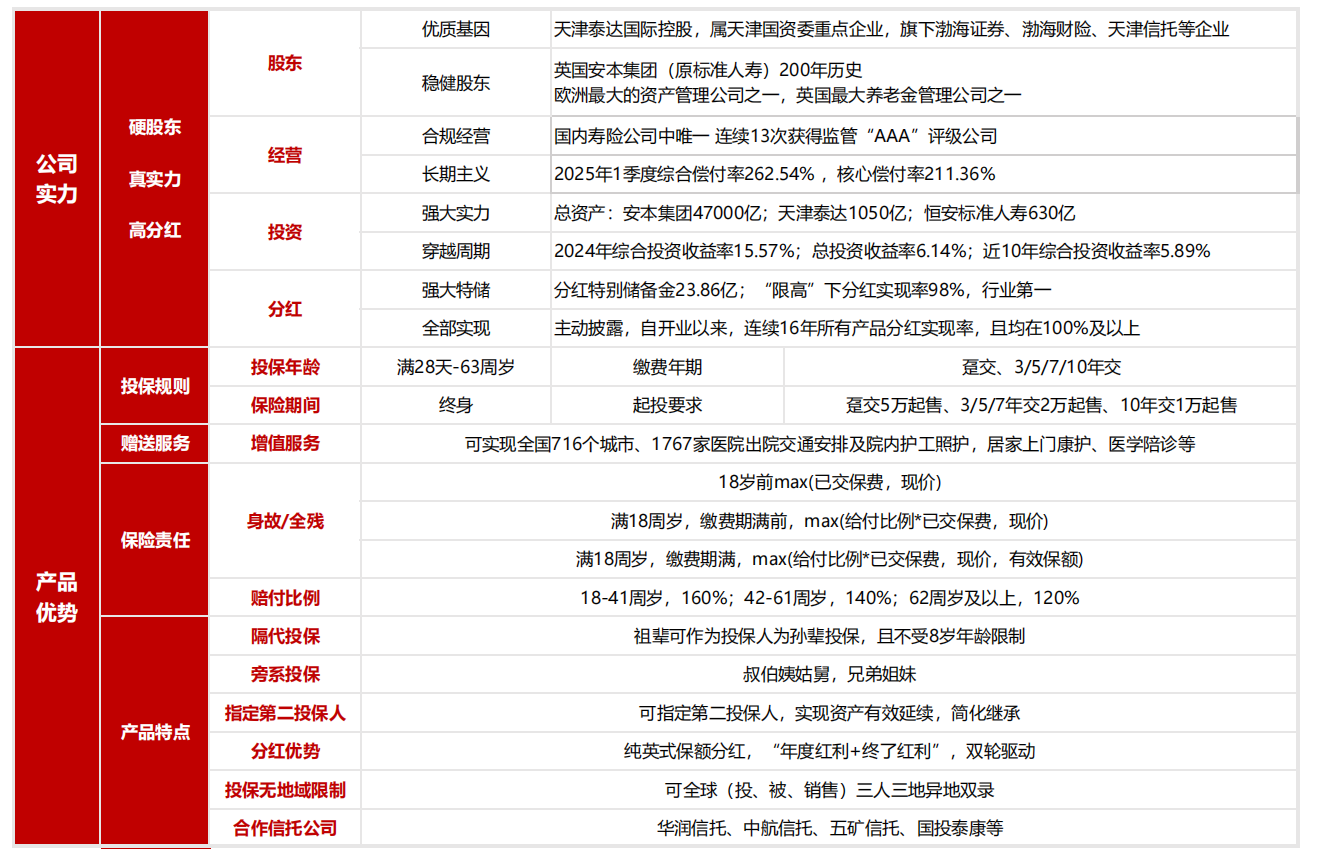 公司
实力
硬股东
真实力
高分红
股东
优质基因
天津泰达国际控股，属天津国资委重点企业，旗下渤海证券、渤海财险、天津信托等企业
稳健股东
英国安本集团（原标准人寿）200年历史
欧洲最大的资产管理公司之一，英国最大养老金管理公司之一
经营
合规经营
国内寿险公司中唯一 连续13次获得监管“AAA”评级公司
长期主义
2025年1季度综合偿付率262.54% ，核心偿付率211.36%
投资
强大实力
总资产：安本集团47000亿；天津泰达1050亿；恒安标准人寿630亿
穿越周期
2024年综合投资收益率15.57%；总投资收益率6.14%；近10年综合投资收益率5.89%
分红
强大特储
分红特别储备金23.86亿；“限高”下分红实现率98%，行业第一
全部实现
主动披露，自开业以来，连续16年所有产品分红实现率，且均在100%及以上
产品
优势
投保规则
投保年龄
满28天-63周岁
缴费年期
趸交、3/5/7/10年交
保险期间
终身
起投要求
趸交5万起售、3/5/7年交2万起售、10年交1万起售
赠送服务
增值服务
可实现全国716个城市、1767家医院出院交通安排及院内护工照护，居家上门康护、医学陪诊等
保险责任
身故/全残
18岁前max(已交保费，现价)
满18周岁，缴费期满前，max(给付比例*已交保费，现价)
满18周岁，缴费期满，max(给付比例*已交保费，现价，有效保额)
赔付比例
18-41周岁，160%；42-61周岁，140%；62周岁及以上，120%
产品特点
隔代投保
祖辈可作为投保人为孙辈投保，且不受8岁年龄限制
旁系投保
叔伯姨姑舅，兄弟姐妹
指定第二投保人
可指定第二投保人，实现资产有效延续，简化继承
分红优势
纯英式保额分红，“年度红利+终了红利”，双轮驱动
投保无地域限制
可全球（投、被、销售）三人三地异地双录
合作信托公司
华润信托、中航信托、五矿信托、国投泰康等